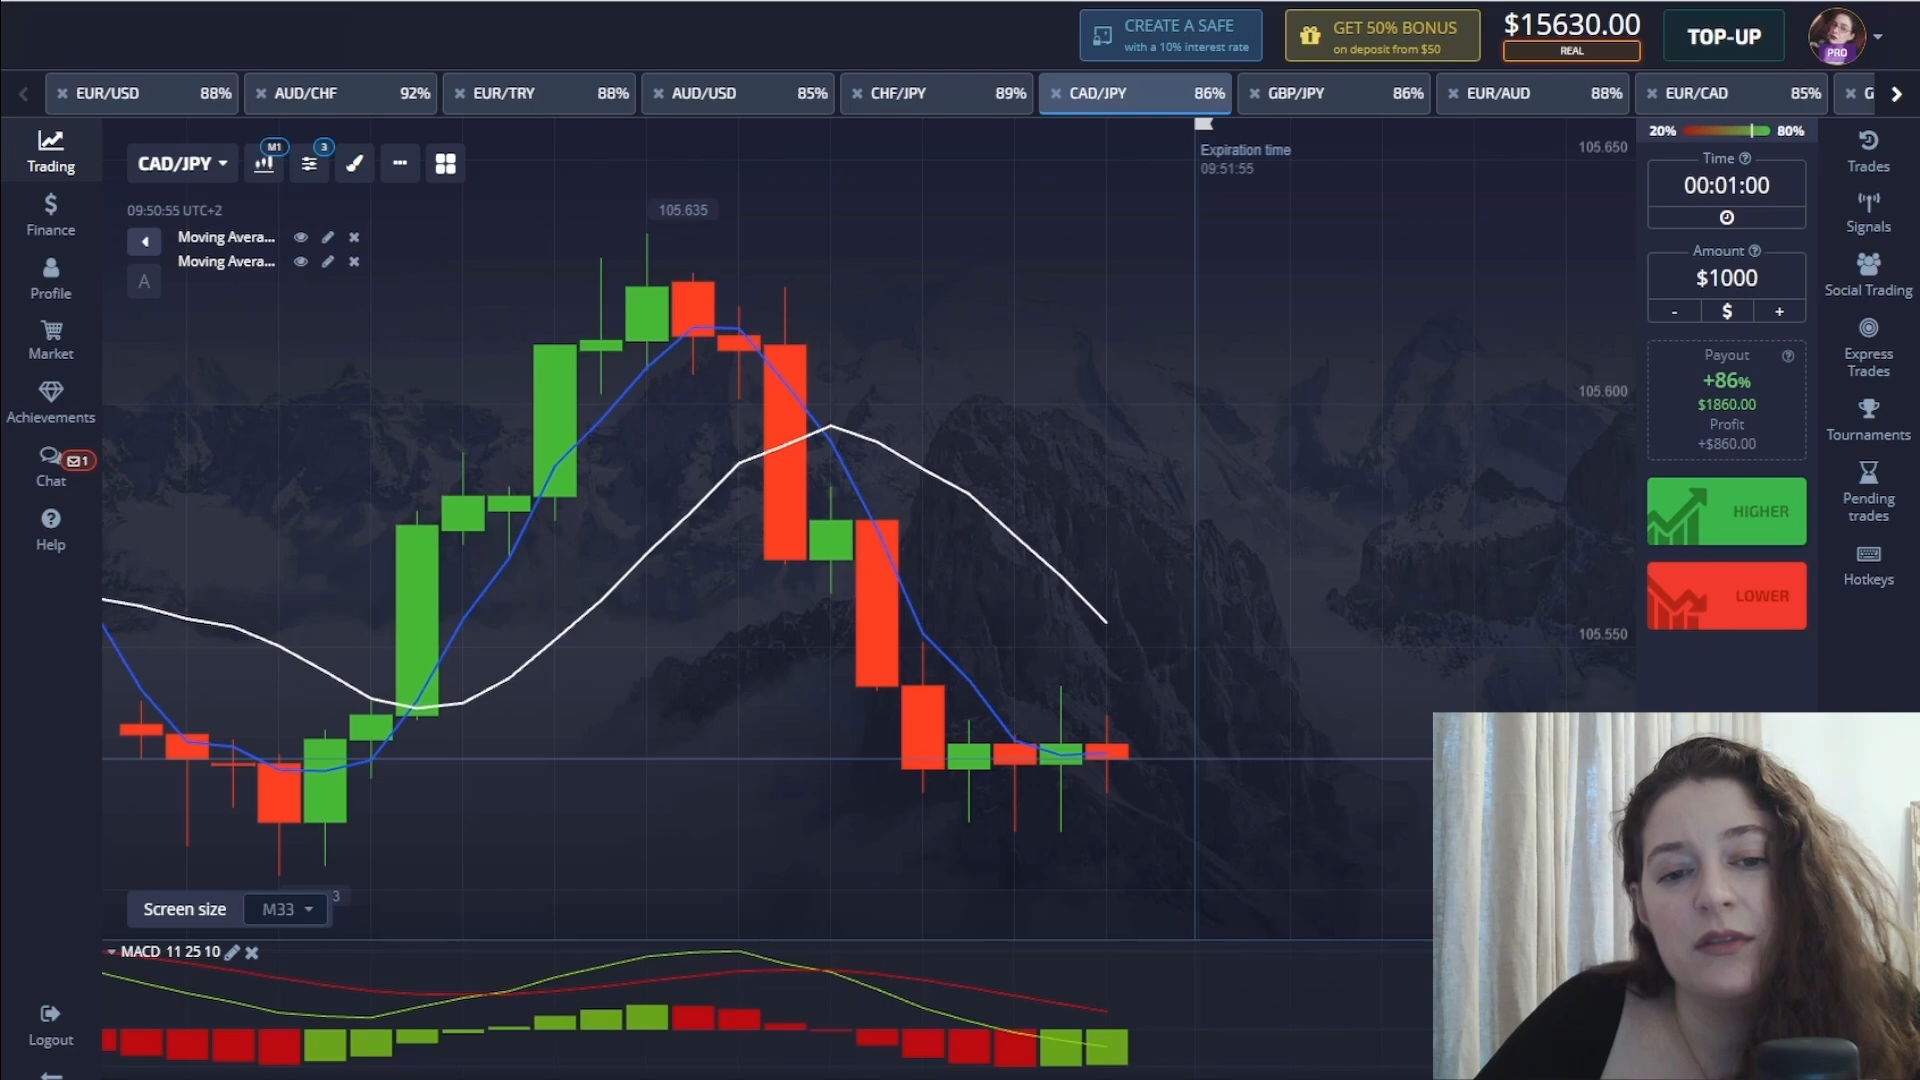 CREATE A SAFE
with a 10% interest rate
GET 50% BONUS
on deposit from $50
$15630.00
REAL
TOP-UP
PRO
EUR/USD 88%
AUD/CHF 92%
EUR/TRY 88%
AUD/USD 85%
CHF/JPY 89%
CAD/JPY 86%
GBP/JPY 86%
EUR/AUD 88%
EUR/CAD 85%
G
Trading
Finance
Profile
Market
Achievements
Chat
1
Help
Logout
CAD/JPY
M1
3
09:50:55 UTC+2
Moving Avera...
Moving Avera...
A
105.635
Expiration time
09:51:55
105.650
105.600
105.550
Screen size
M33
3
MACD 11 25 10
20% 80%
Time
00:01:00
Amount
$1000
- $ +
Payout
+86%
$1860.00
Profit
+$860.00
HIGHER
LOWER
Trades
Signals
Social Trading
Express
Trades
Tournaments
Pending
trades
Hotkeys